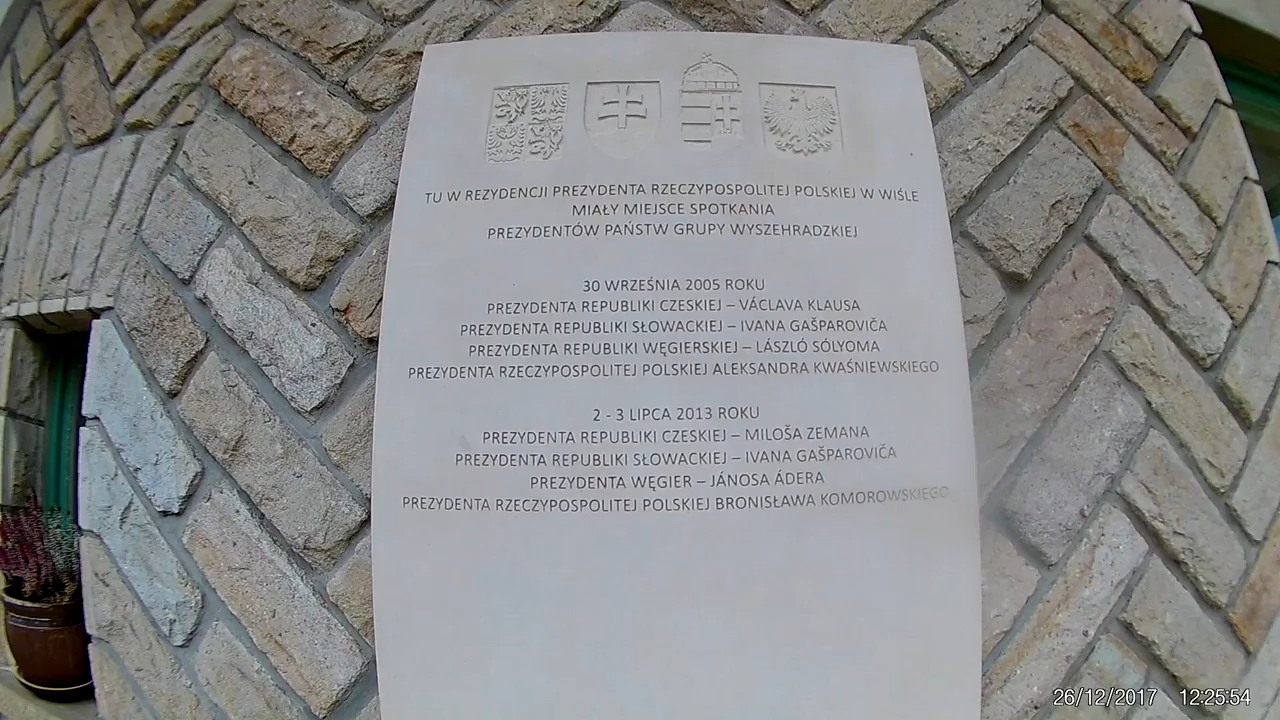 TU W REZYDENCJI PREZYDENTA RZECZYPOSPOLITEJ POLSKIEJ W WIŚLE
MIAŁY MIEJSCE SPOTKANIA
PREZYDENTÓW PAŃSTW GRUPY WYSZEHRADZKIEJ
30 WRZEŚNIA 2005 ROKU
PREZYDENTA REPUBLIKI CZESKIEJ – VÁCLAVA KLAUSA
PREZYDENTA REPUBLIKI SŁOWACKIEJ – IVANA GAŠPAROVIČA
PREZYDENTA REPUBLIKI WĘGIERSKIEJ – LÁSZLÓ SÓLYOMA
PREZYDENTA RZECZYPOSPOLITEJ POLSKIEJ ALEKSANDRA KWAŚNIEWSKIEGO
2 - 3 LIPCA 2013 ROKU
PREZYDENTA REPUBLIKI CZESKIEJ – MILOŠA ZEMANA
PREZYDENTA REPUBLIKI SŁOWACKIEJ – IVANA GAŠPAROVIČA
PREZYDENTA WĘGIER – JÁNOSA ÁDERA
PREZYDENTA RZECZYPOSPOLITEJ POLSKIEJ BRONISŁAWA KOMOROWSKIEGO
26/12/2017 12:25:54